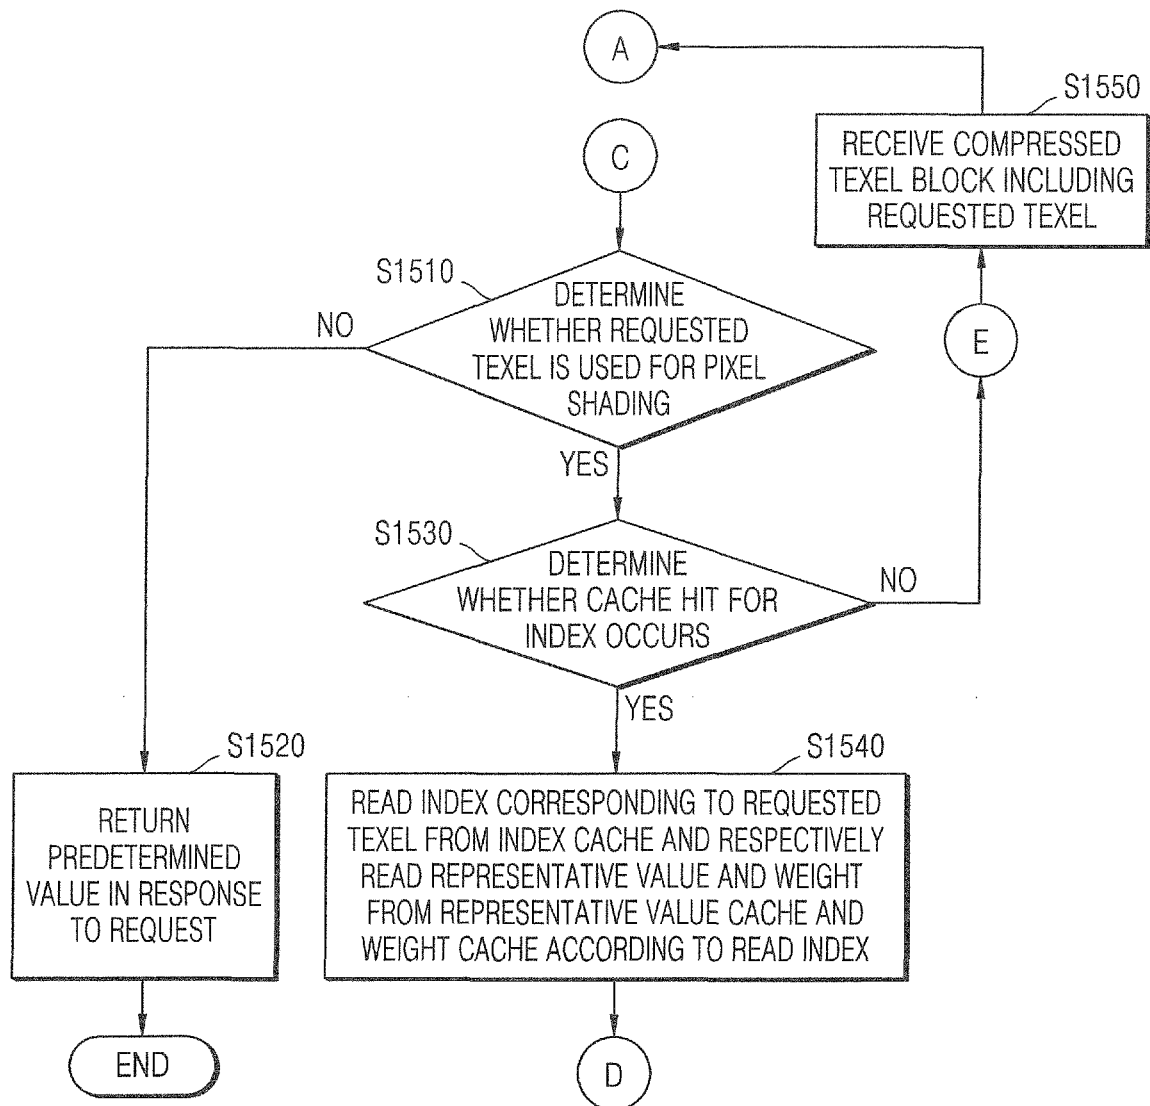 A
S1550
RECEIVE COMPRESSED
TEXEL BLOCK INCLUDING
REQUESTED TEXEL
C
S1510
DETERMINE
WHETHER REQUESTED
TEXEL IS USED FOR PIXEL
SHADING
NO
E
YES
S1530
DETERMINE
WHETHER CACHE HIT FOR
INDEX OCCURS
NO
YES
S1520
RETURN
PREDETERMINED
VALUE IN RESPONSE
TO REQUEST
S1540
READ INDEX CORRESPONDING TO REQUESTED
TEXEL FROM INDEX CACHE AND RESPECTIVELY
READ REPRESENTATIVE VALUE AND WEIGHT
FROM REPRESENTATIVE VALUE CACHE AND
WEIGHT CACHE ACCORDING TO READ INDEX
END
D